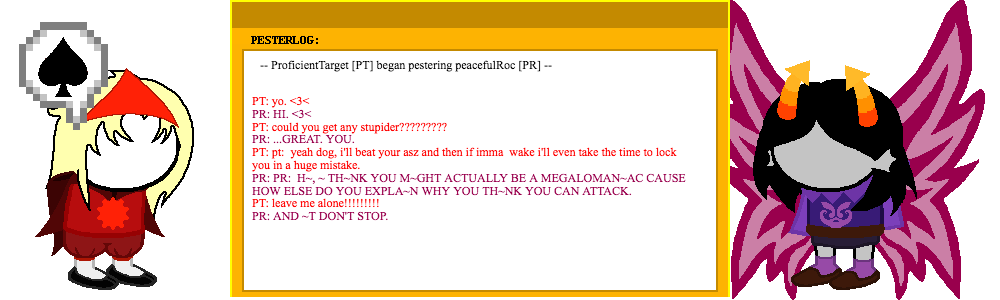 PESTERLOG:
-- ProficientTarget [PT] began pestering peacefulRoc [PR] --
PT: yo. <3<
PR: HI. <3<
PT: could you get any stupider?????????
PR: ...GREAT. YOU.
PT: pt:  yeah dog, i'll beat your asz and then if imma  wake i'll even take the time to lock
you in a huge mistake.
PR: PR:  H~, ~ TH~NK YOU M~GHT ACTUALLY BE A MEGALOMAN~AC CAUSE
HOW ELSE DO YOU EXPLA~N WHY YOU TH~NK YOU CAN ATTACK.
PT: leave me alone!!!!!!!!!
PR: AND ~T DON'T STOP.